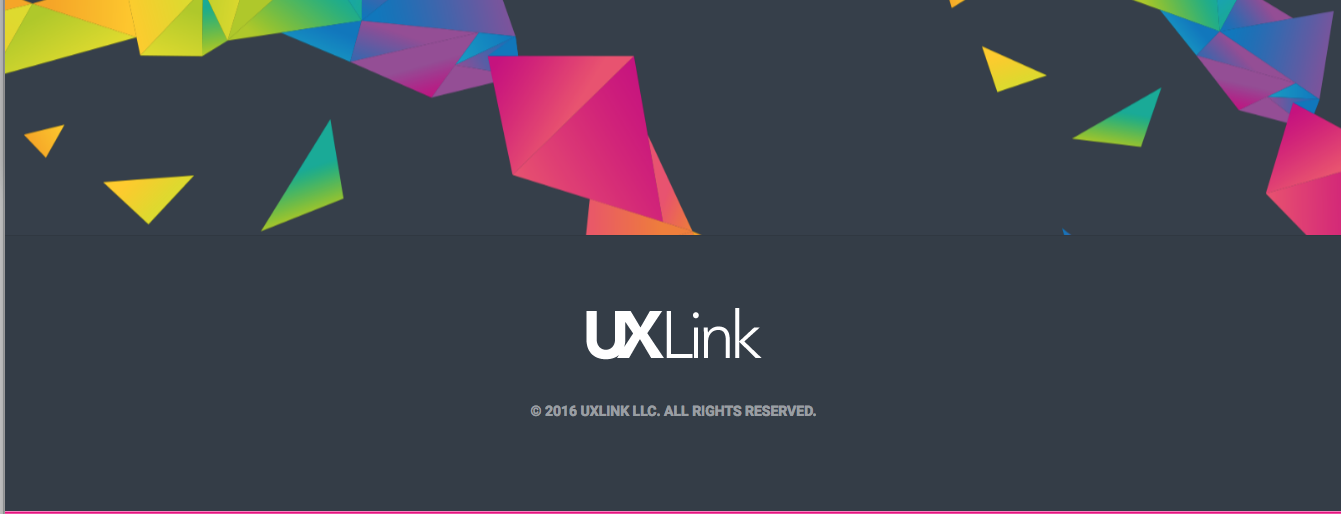 UXLink
© 2016 UXLINK LLC. ALL RIGHTS RESERVED.